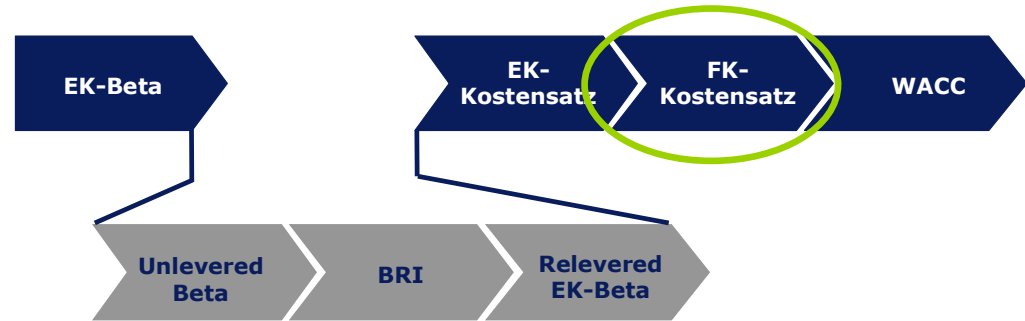 EK-Beta
EK-
Kostensatz
FK-
Kostensatz
WACC
Unlevered
Beta
BRI
Relevered
EK-Beta